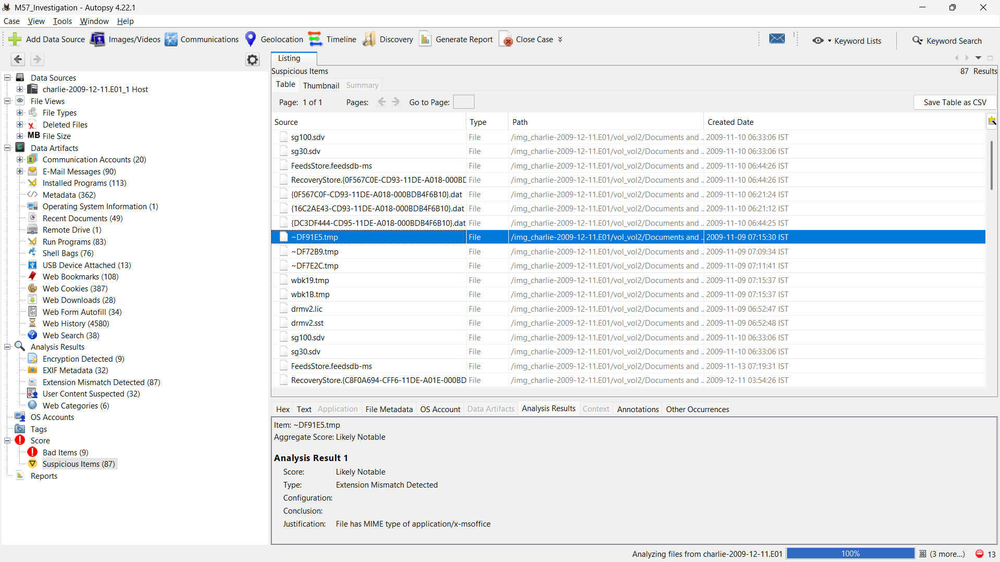 M57_Investigation - Autopsy 4.22.1
Case View Tools Window Help
Add Data Source Images/Videos Communications Geolocation Timeline Discovery Generate Report Close Case Keyword Lists Keyword Search
Data Sources
charlie-2009-12-11.E01_1 Host
File Views
File Types
Deleted Files
MB File Size
Data Artifacts
Communication Accounts (20)
E-Mail Messages (90)
Installed Programs (113)
Metadata (362)
Operating System Information (1)
Recent Documents (49)
Remote Drive (1)
Run Programs (83)
Shell Bags (76)
USB Device Attached (13)
Web Bookmarks (108)
Web Cookies (387)
Web Downloads (28)
Web Form Autofill (34)
Web History (4580)
Web Search (38)
Analysis Results
Encryption Detected (9)
EXIF Metadata (32)
Extension Mismatch Detected (87)
User Content Suspected (32)
Web Categories (6)
OS Accounts
Tags
Score
Bad Items (9)
Suspicious Items (87)
Reports
Listing
Suspicious Items 87 Results
Table Thumbnail Summary
Page: 1 of 1 Pages: Go to Page: Save Table as CSV
Source Type Path Created Date
sg100.sdv File /img_charlie-2009-12-11.E01/vol_vol2/Documents and .. 2009-11-10 06:33:06 IST
sg30.sdv File /img_charlie-2009-12-11.E01/vol_vol2/Documents and .. 2009-11-10 06:33:06 IST
FeedsStore.feedsdb-ms File /img_charlie-2009-12-11.E01/vol_vol2/Documents and .. 2009-11-10 06:44:26 IST
RecoveryStore.{0F567C0E-CD93-11DE-A018-000BD File /img_charlie-2009-12-11.E01/vol_vol2/Documents and .. 2009-11-10 06:44:26 IST
{0F567C0F-CD93-11DE-A018-000BDB4F6B10}.dat File /img_charlie-2009-12-11.E01/vol_vol2/Documents and .. 2009-11-10 06:21:24 IST
{16C2AE43-CD93-11DE-A018-000BDB4F6B10}.dat File /img_charlie-2009-12-11.E01/vol_vol2/Documents and .. 2009-11-10 06:21:12 IST
{DC3DF444-CD95-11DE-A018-000BDB4F6B10}.dat File /img_charlie-2009-12-11.E01/vol_vol2/Documents and .. 2009-11-10 06:44:25 IST
~DF91E5.tmp File /img_charlie-2009-12-11.E01/vol_vol2/Documents and .. 2009-11-09 07:15:30 IST
~DF72B9.tmp File /img_charlie-2009-12-11.E01/vol_vol2/Documents and .. 2009-11-09 07:09:34 IST
~DF7E2C.tmp File /img_charlie-2009-12-11.E01/vol_vol2/Documents and .. 2009-11-09 07:11:41 IST
wbk19.tmp File /img_charlie-2009-12-11.E01/vol_vol2/Documents and .. 2009-11-09 07:15:37 IST
wbk1B.tmp File /img_charlie-2009-12-11.E01/vol_vol2/Documents and .. 2009-11-09 07:15:37 IST
drmv2.lic File /img_charlie-2009-12-11.E01/vol_vol2/Documents and .. 2009-11-09 06:52:47 IST
drmv2.sst File /img_charlie-2009-12-11.E01/vol_vol2/Documents and .. 2009-11-09 06:52:48 IST
sg100.sdv File /img_charlie-2009-12-11.E01/vol_vol2/Documents and .. 2009-11-10 06:33:06 IST
sg30.sdv File /img_charlie-2009-12-11.E01/vol_vol2/Documents and .. 2009-11-10 06:33:06 IST
FeedsStore.feedsdb-ms File /img_charlie-2009-12-11.E01/vol_vol2/Documents and .. 2009-11-13 07:19:31 IST
RecoveryStore.{C8F0A694-CFF6-11DE-A01E-000BD File /img_charlie-2009-12-11.E01/vol_vol2/Documents and .. 2009-12-11 03:54:26 IST
Hex Text Application File Metadata OS Account Data Artifacts Analysis Results Context Annotations Other Occurrences
Item: ~DF91E5.tmp
Aggregate Score: Likely Notable
Analysis Result 1
Score: Likely Notable
Type: Extension Mismatch Detected
Configuration:
Conclusion:
Justification: File has MIME type of application/x-msoffice
Analyzing files from charlie-2009-12-11.E01 100% (3 more...) 13